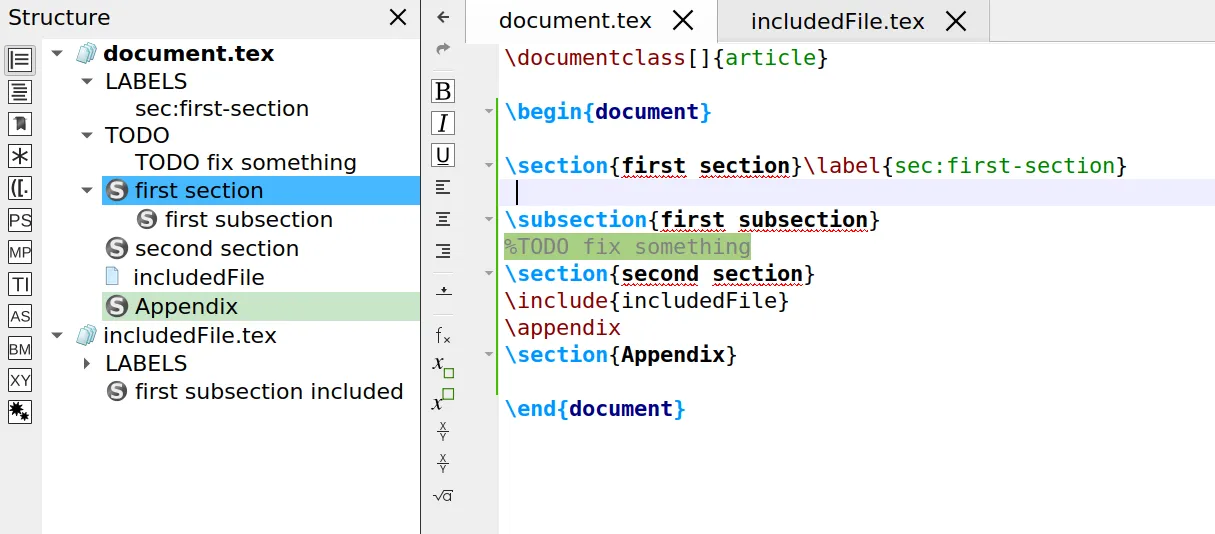 Structure
document.tex
LABELS
sec:first-section
TODO
TODO fix something
S first section
S first subsection
S second section
includedFile
S Appendix
includedFile.tex
LABELS
S first subsection included
([.
PS
MP
TI
AS
BM
XY
B
I
U
fx
x
x
X
Y
X
Y
√a
document.tex
includedFile.tex
\documentclass[]{article}
\begin{document}
\section{first section}\label{sec:first-section}
\subsection{first subsection}
%TODO fix something
\section{second section}
\include{includedFile}
\appendix
\section{Appendix}
\end{document}